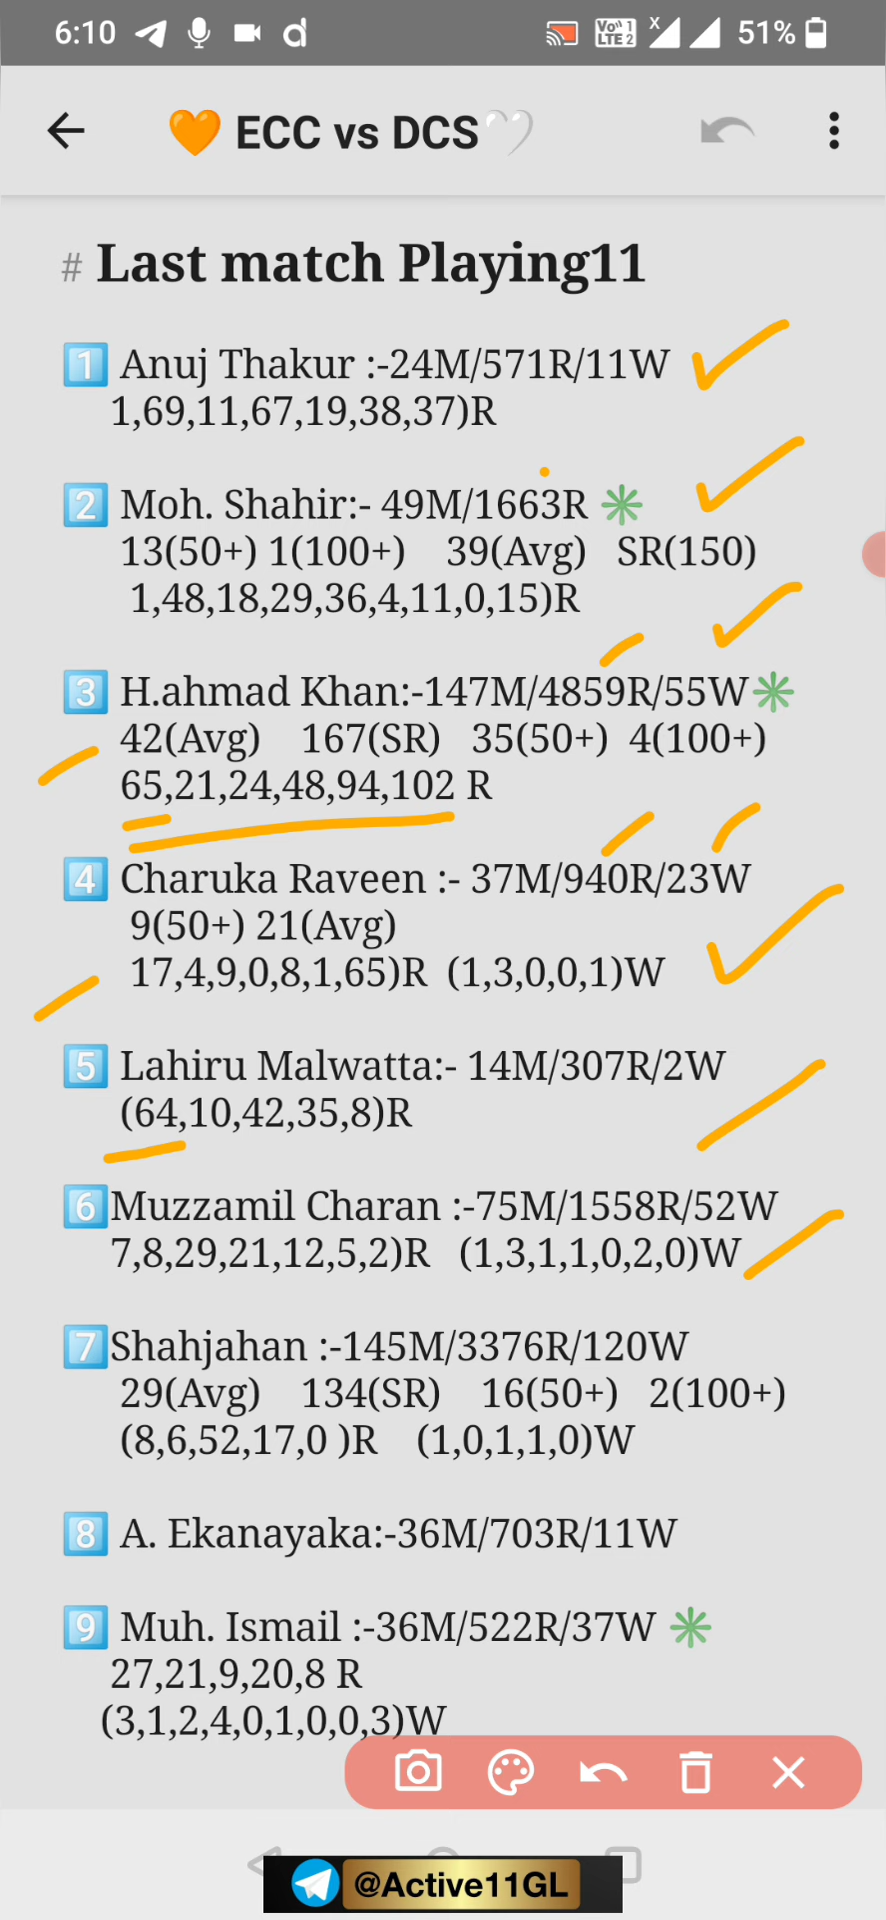 6:10
Vo)) 1
LTE 2
X
51%
🧡 ECC vs DCS🤍
# Last match Playing11
1️⃣ Anuj Thakur :-24M/571R/11W
1,69,11,67,19,38,37)R
2️⃣ Moh. Shahir:- 49M/1663R ✳️
13(50+) 1(100+) 39(Avg) SR(150)
1,48,18,29,36,4,11,0,15)R
3️⃣ H.ahmad Khan:-147M/4859R/55W✳️
42(Avg) 167(SR) 35(50+) 4(100+)
65,21,24,48,94,102 R
4️⃣ Charuka Raveen :- 37M/940R/23W
9(50+) 21(Avg)
17,4,9,0,8,1,65)R (1,3,0,0,1)W
5️⃣ Lahiru Malwatta:- 14M/307R/2W
(64,10,42,35,8)R
6️⃣Muzzamil Charan :-75M/1558R/52W
7,8,29,21,12,5,2)R (1,3,1,1,0,2,0)W
7️⃣Shahjahan :-145M/3376R/120W
29(Avg) 134(SR) 16(50+) 2(100+)
(8,6,52,17,0 )R (1,0,1,1,0)W
8️⃣ A. Ekanayaka:-36M/703R/11W
9️⃣ Muh. Ismail :-36M/522R/37W ✳️
27,21,9,20,8 R
(3,1,2,4,0,1,0,0,3)W
@Active11GL